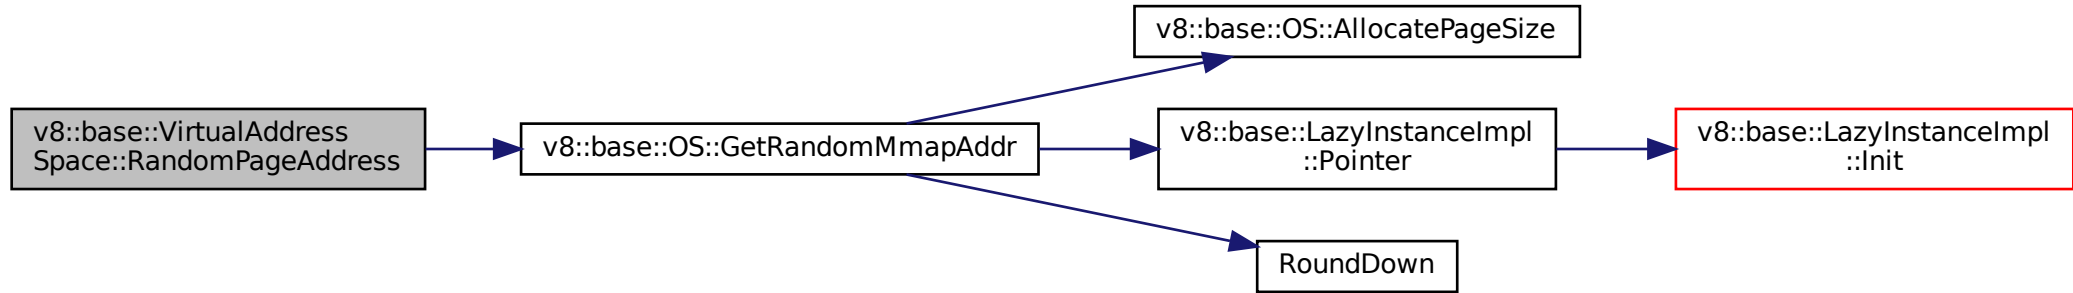 v8::base::VirtualAddress
Space::RandomPageAddress
v8::base::OS::GetRandomMmapAddr
v8::base::OS::AllocatePageSize
v8::base::LazyInstanceImpl
::Pointer
RoundDown
v8::base::LazyInstanceImpl
::Init